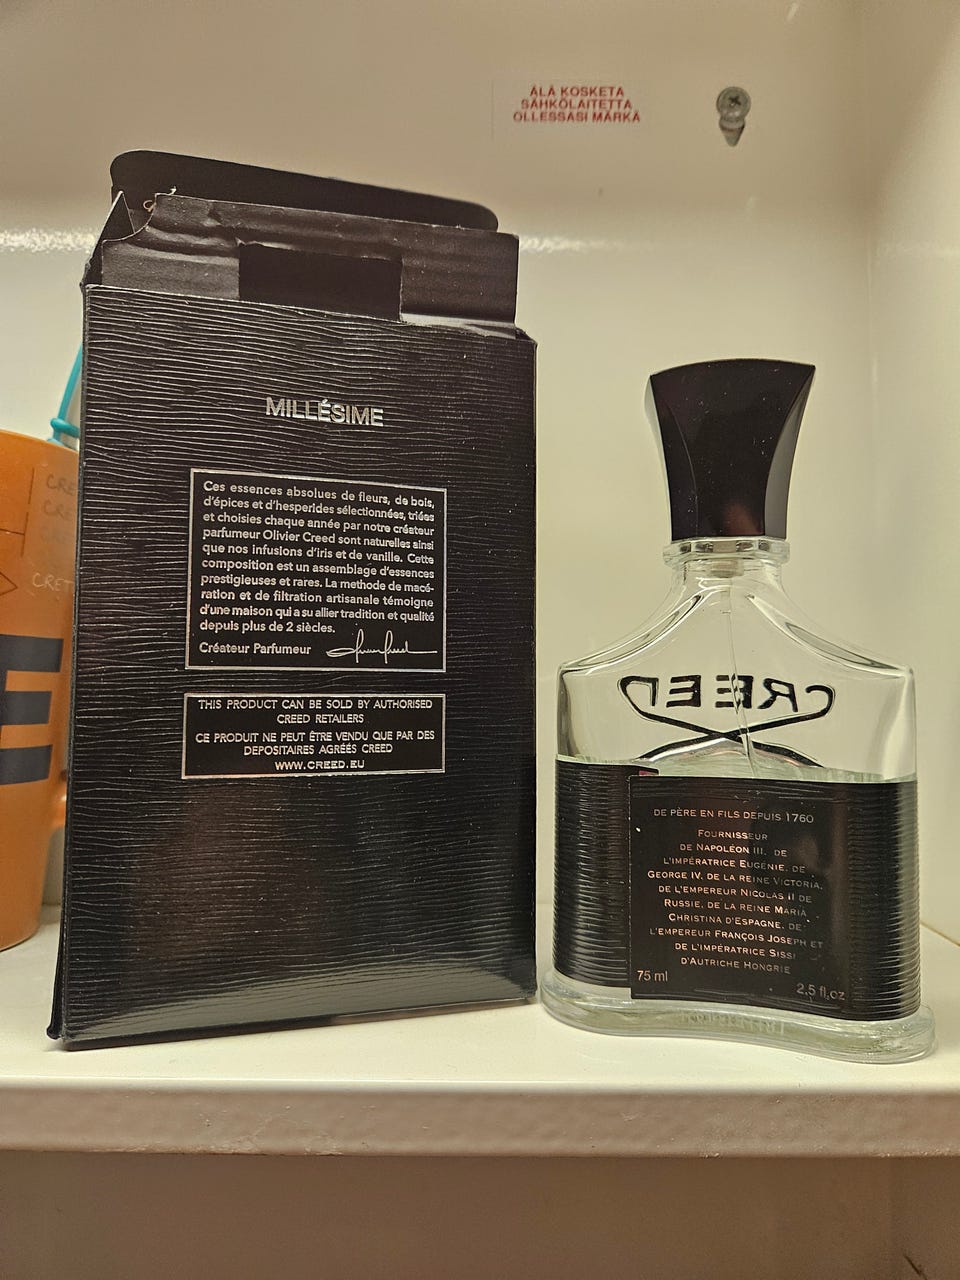 ÄLÄ KOSKETA
SÄHKÖLAITETTA
OLLESSASI MÄRKÄ
MILLÉSIME
Ces essences absolues de fleurs, de bois,
d'épices et d'hesperides sélectionnées, triées
et choisies chaque année par notre créateur
parfumeur Olivier Creed sont naturelles ainsi
que nos infusions d'iris et de vanille. Cette
composition est un assemblage d'essences
prestigieuses et rares. La methode de macé-
ration et de filtration artisanale témoigne
d'une maison qui a su allier tradition et qualité
depuis plus de 2 siècles.
Créateur Parfumeur
THIS PRODUCT CAN BE SOLD BY AUTHORISED
CREED RETAILERS
CE PRODUIT NE PEUT ÊTRE VENDU QUE PAR DES
DEPOSITAIRES AGRÉÉS CREED
WWW.CREED.EU
CREED
DE PÈRE EN FILS DEPUIS 1760
FOURNISSEUR
DE NAPOLÉON III, DE
L'IMPÉRATRICE EUGÉNIE, DE
GEORGE IV, DE LA REINE VICTORIA,
DE L'EMPEREUR NICOLAS II DE
RUSSIE, DE LA REINE MARIA
CHRISTINA D'ESPAGNE, DE
L'EMPEREUR FRANÇOIS JOSEPH ET
DE L'IMPÉRATRICE SISSI
D'AUTRICHE HONGRIE
75 ml
2.5 fl.oz